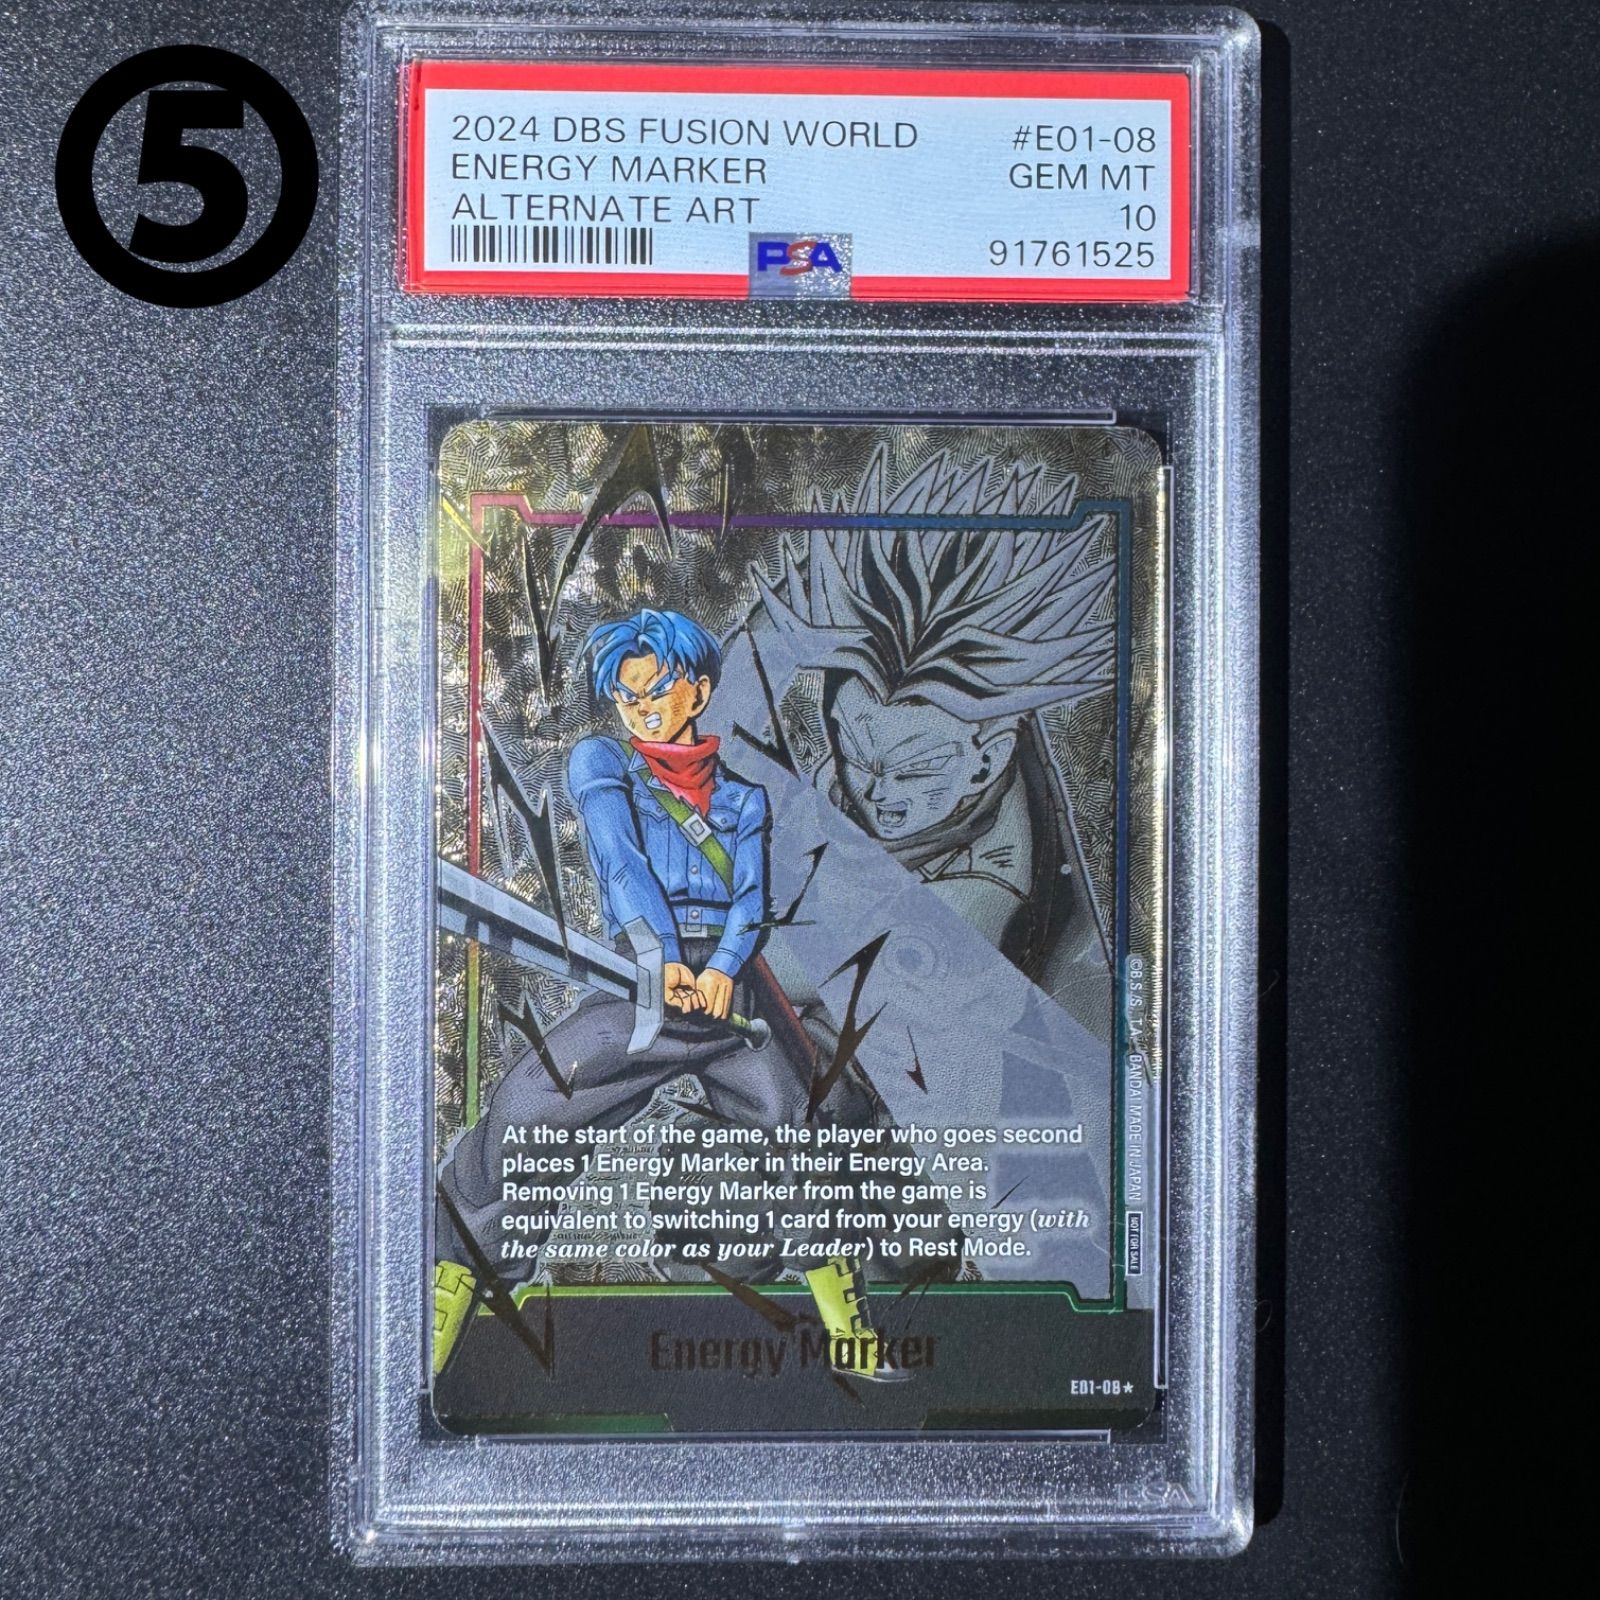 5
2024 DBS FUSION WORLD #E01-08
ENERGY MARKER GEM MT
ALTERNATE ART 10
PSA 91761525
©B.S./S., T.A. BANDAI MADE IN JAPAN NOT FOR SALE
At the start of the game, the player who goes second
places 1 Energy Marker in their Energy Area.
Removing 1 Energy Marker from the game is
equivalent to switching 1 card from your energy (with
the same color as your Leader) to Rest Mode.
Energy Marker
E01-08★
PSA